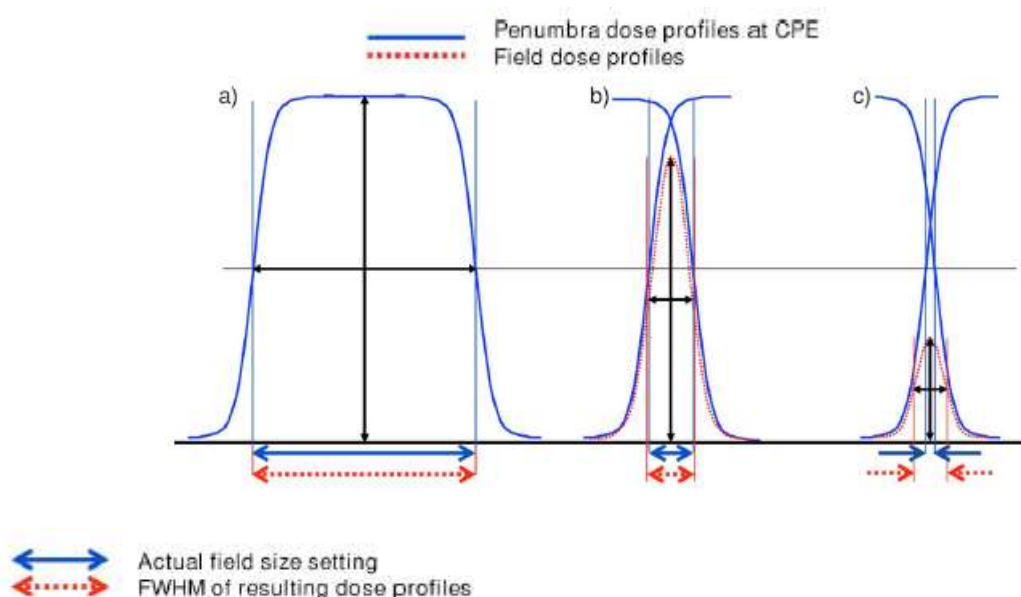 Penumbra dose profiles at CPE
Field dose profiles
a)
b)
c)
Actual field size setting
FWHM of resulting dose profiles